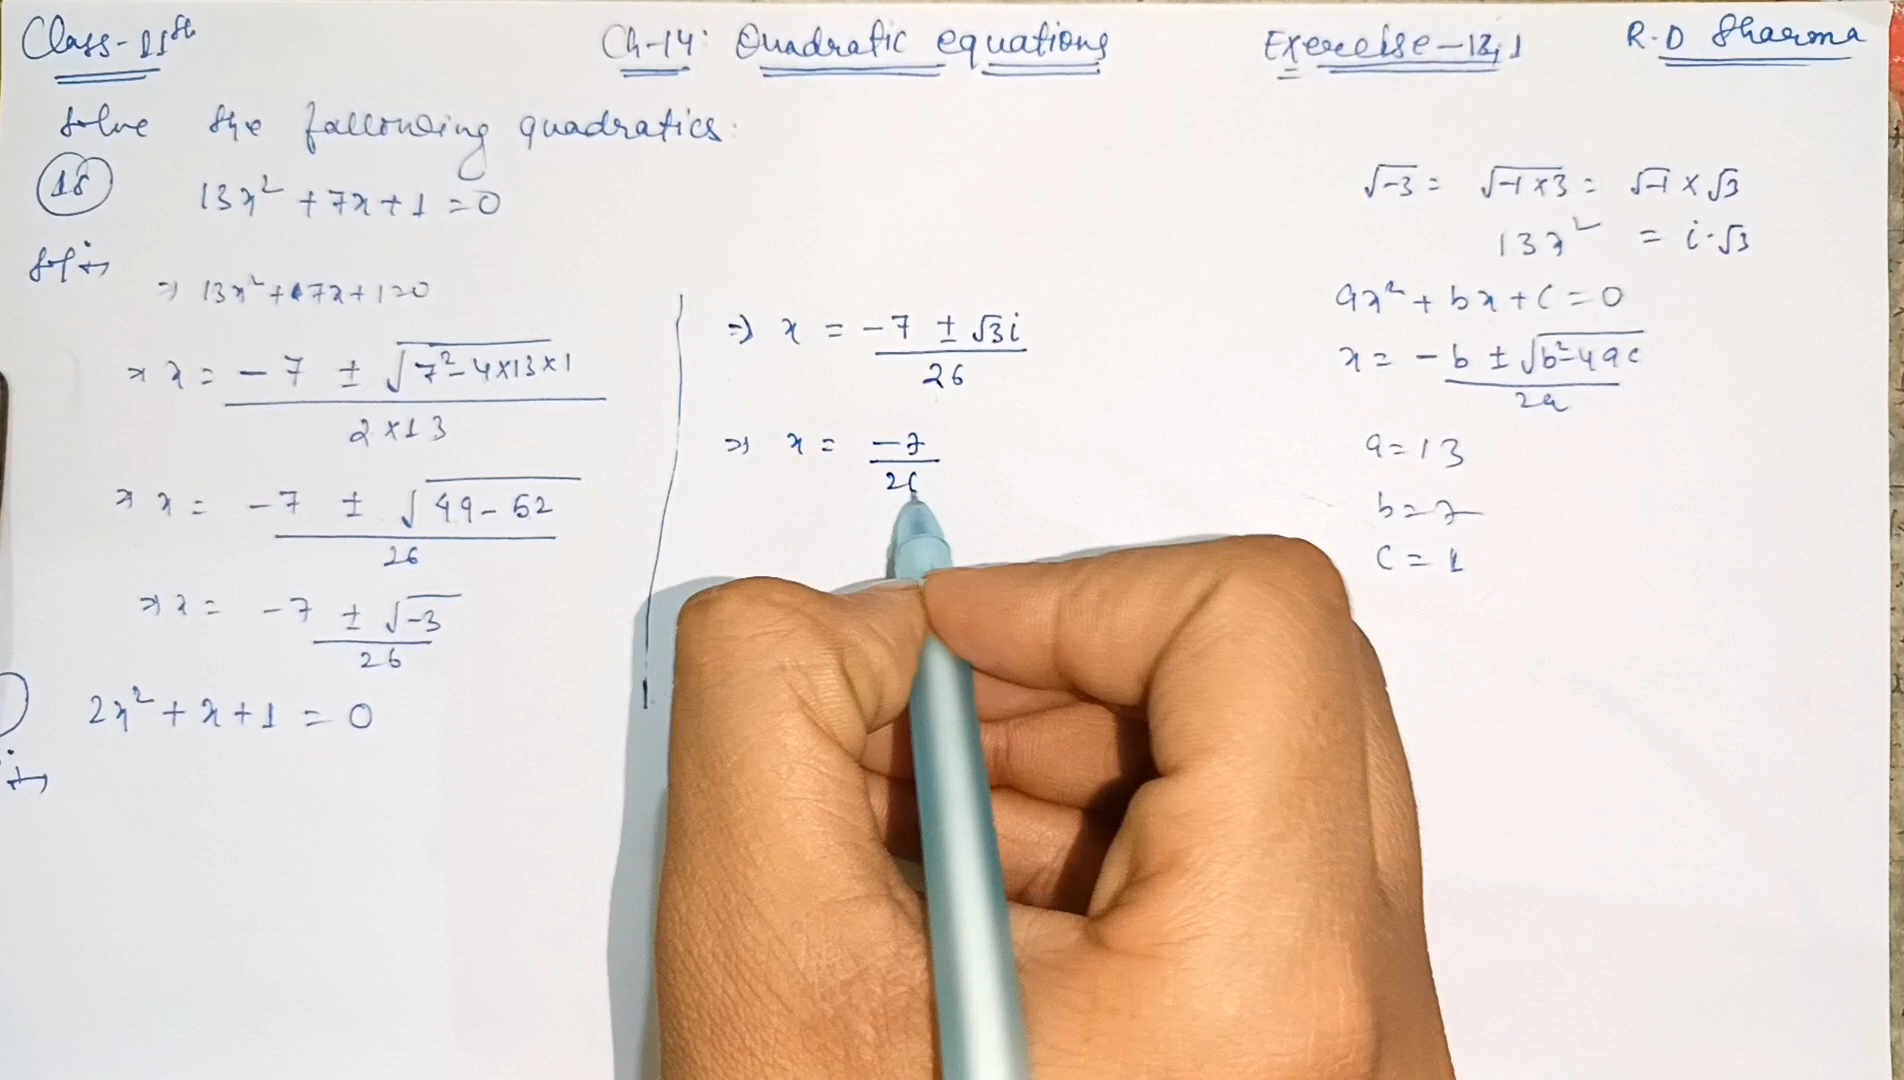 Class-11th Ch-14: Quadratic equations Exercise-13,1 R.D Sharma
Solve the following quadratics:
18 13x² + 7x + 1 = 0
Solⁿ
⇒ 13x² + 7x + 1 = 0
⇒ x = -7 ± √7²-4×13×1
2×13
⇒ x = -7 ± √49-52
26
⇒ x = -7 ± √-3
26
2x² + x + 1 = 0
⇒ x = -7 ± √3i
26
⇒ x = -7
26
√-3 = √-1×3 = √-1 × √3
13x² = i·√3
ax² + bx + c = 0
x = -b ± √b²-4ac
2a
a = 13
b = 7
c = 1